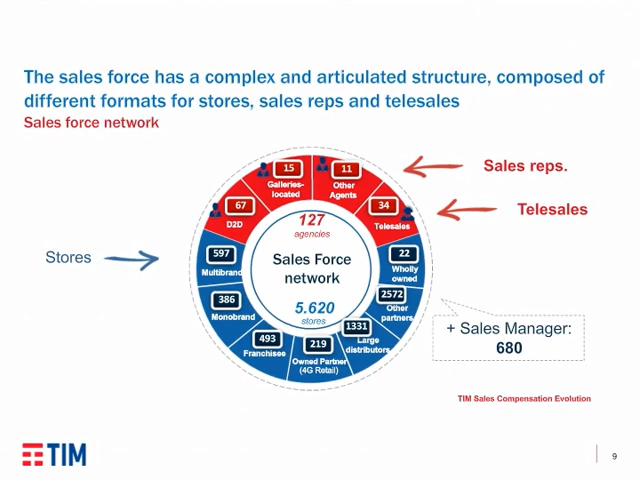 The sales force has a complex and articulated structure, composed of
different formats for stores, sales reps and telesales
Sales force network
15
Galleries-
located
11
Other
Agents
Sales reps.
67
D2D
34
Telesales
Telesales
127
agencies
Stores
597
Multibrand
Sales Force
network
22
Wholly
owned
386
Monobrand
5.620
stores
2572
Other
partners
493
Franchisee
219
Owned Partner
(4G Retail)
1331
Large
distributors
+ Sales Manager:
680
TIM Sales Compensation Evolution
TIM
9